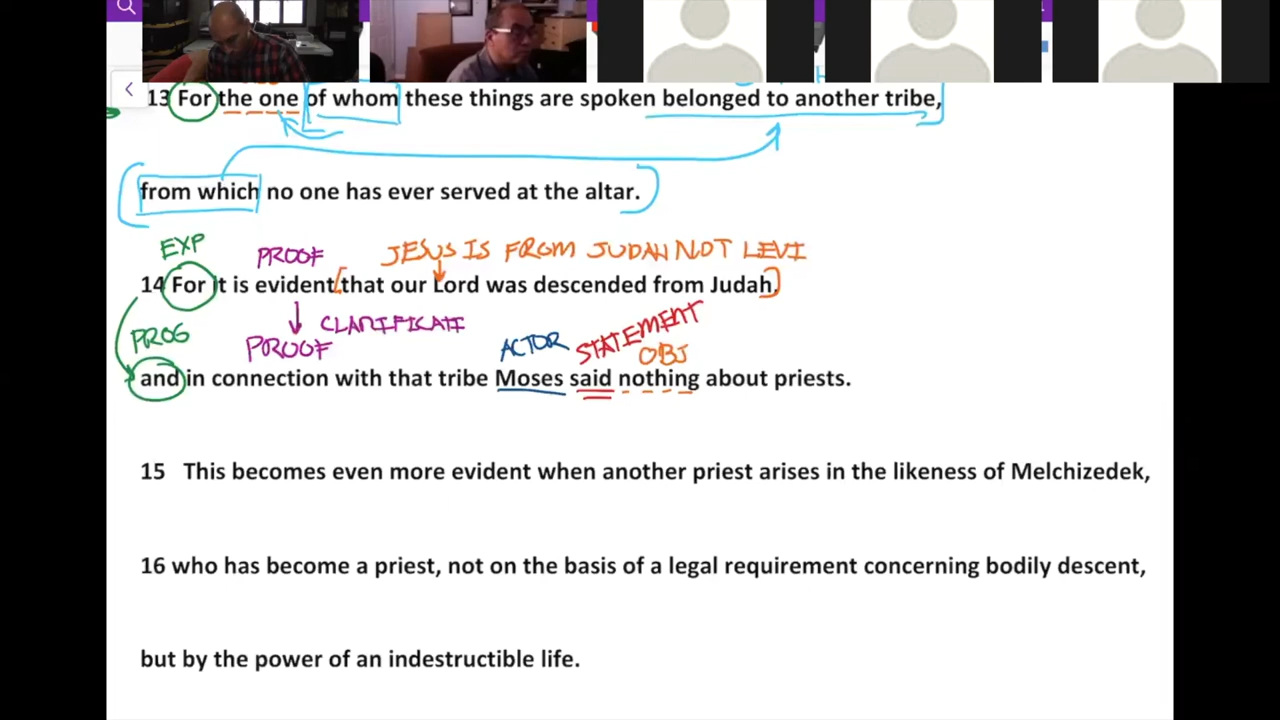 13 For the one of whom these things are spoken belonged to another tribe,
from which no one has ever served at the altar.
EXP PROOF JESUS IS FROM JUDAH NOT LEVI
14 For it is evident that our Lord was descended from Judah,
PROG PROOF CLARIFICATI ACTOR STATEMENT OBJ
and in connection with that tribe Moses said nothing about priests.
15 This becomes even more evident when another priest arises in the likeness of Melchizedek,
16 who has become a priest, not on the basis of a legal requirement concerning bodily descent,
but by the power of an indestructible life.